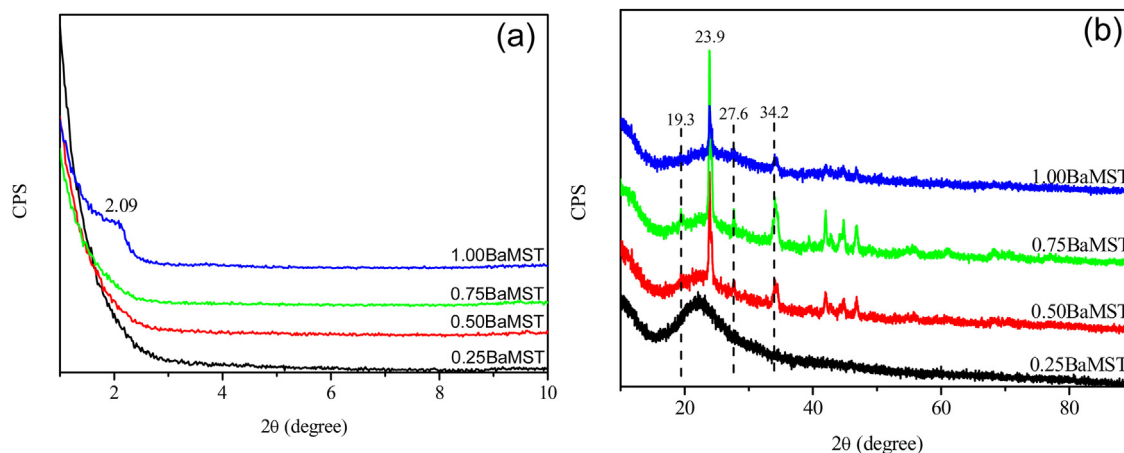 (a)
2.09
1.00BaMST
0.75BaMST
0.50BaMST
0.25BaMST
CPS
2 4 6 8 10
2θ (degree)
(b)
23.9
19.3 27.6 34.2
1.00BaMST
0.75BaMST
0.50BaMST
0.25BaMST
CPS
20 40 60 80
2θ (degree)